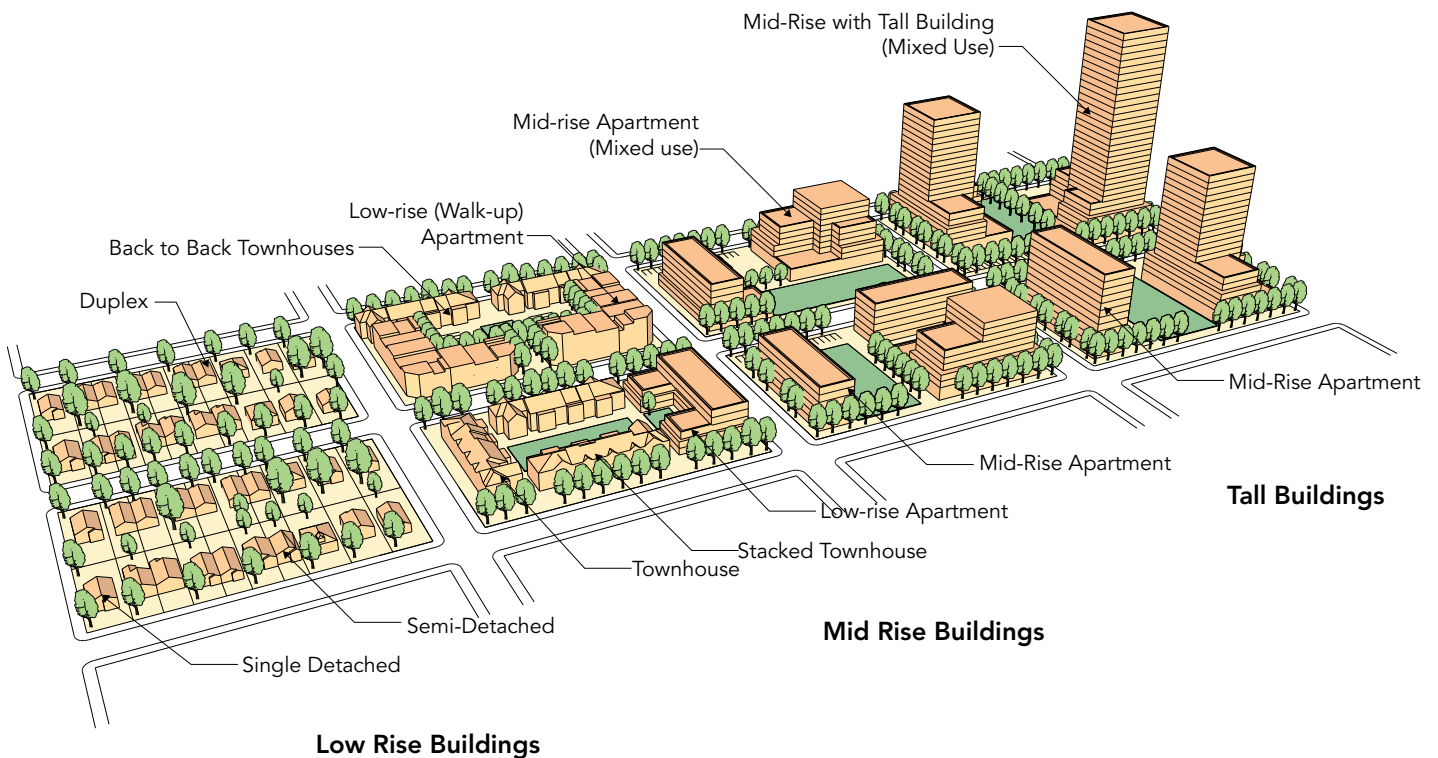 Mid-Rise with Tall Building
(Mixed Use)
Mid-rise Apartment
(Mixed use)
Low-rise (Walk-up)
Apartment
Back to Back Townhouses
Duplex
Mid-Rise Apartment
Mid-Rise Apartment
Tall Buildings
Low-rise Apartment
Stacked Townhouse
Townhouse
Semi-Detached
Mid Rise Buildings
Single Detached
Low Rise Buildings